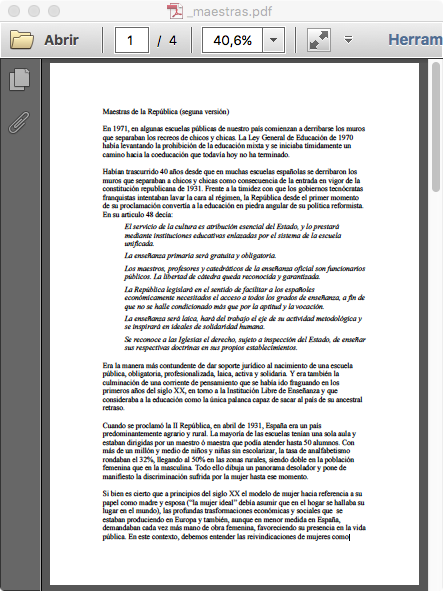 _maestras.pdf
Abrir 1 / 4 40,6% Herram
Maestras de la República (seguna versión)
En 1971, en algunas escuelas públicas de nuestro país comienzan a derribarse los muros
que separaban los recreos de chicos y chicas. La Ley General de Educación de 1970
había levantando la prohibición de la educación mixta y se iniciaba tímidamente un
camino hacia la coeducación que todavía hoy no ha terminado.
Habían trascurrido 40 años desde que en muchas escuelas españolas se derribaron los
muros que separaban a chicos y chicas como consecuencia de la entrada en vigor de la
constitución republicana de 1931. Frente a la timidez con que los gobiernos tecnócratas
franquistas intentaban lavar la cara al régimen, la República desde el primer momento
de su proclamación convertía a la educación en piedra angular de su política reformista.
En su artículo 48 decía:
El servicio de la cultura es atribución esencial del Estado, y lo prestará
mediante instituciones educativas enlazadas por el sistema de la escuela
unificada.
La enseñanza primaria será gratuita y obligatoria.
Los maestros, profesores y catedráticos de la enseñanza oficial son funcionarios
públicos. La libertad de cátedra queda reconocida y garantizada.
La República legislará en el sentido de facilitar a los españoles
económicamente necesitados el acceso a todos los grados de enseñanza, a fin de
que no se halle condicionado más que por la aptitud y la vocación.
La enseñanza será laica, hará del trabajo el eje de su actividad metodológica y
se inspirará en ideales de solidaridad humana.
Se reconoce a las Iglesias el derecho, sujeto a inspección del Estado, de enseñar
sus respectivas doctrinas en sus propios establecimientos.
Era la manera más contundente de dar soporte jurídico al nacimiento de una escuela
pública, obligatoria, profesionalizada, laica, activa y solidaria. Y era también la
culminación de una corriente de pensamiento que se había ido fraguando en los
primeros años del siglo XX, en torno a la Institución Libre de Enseñanza y que
consideraba a la educación como la única palanca capaz de sacar al país de su ancestral
retraso.
Cuando se proclamó la II República, en abril de 1931, España era un país
predominantemente agrario y rural. La mayoría de las escuelas tenían una sola aula y
estaban dirigidas por un maestro ó maestra que podía atender hasta 50 alumnos. Con
más de un millón y medio de niños y niñas sin escolarizar, la tasa de analfabetismo
rondaban el 32%, llegando al 50% en las zonas rurales, siendo doble en la población
femenina que en la masculina. Todo ello dibuja un panorama desolador y pone de
manifiesto la discriminación sufrida por la mujer hasta ese momento.
Si bien es cierto que a principios del siglo XX el modelo de mujer hacia referencia a su
papel como madre y esposa (“la mujer ideal” debía asumir que en el hogar se hallaba su
lugar en el mundo), las profundas trasformaciones económicas y sociales que se
estaban produciendo en Europa y también, aunque en menor medida en España,
demandaban cada vez más mano de obra femenina, favoreciendo su presencia en la vida
pública. En este contexto, debemos entender las reivindicaciones de mujeres como